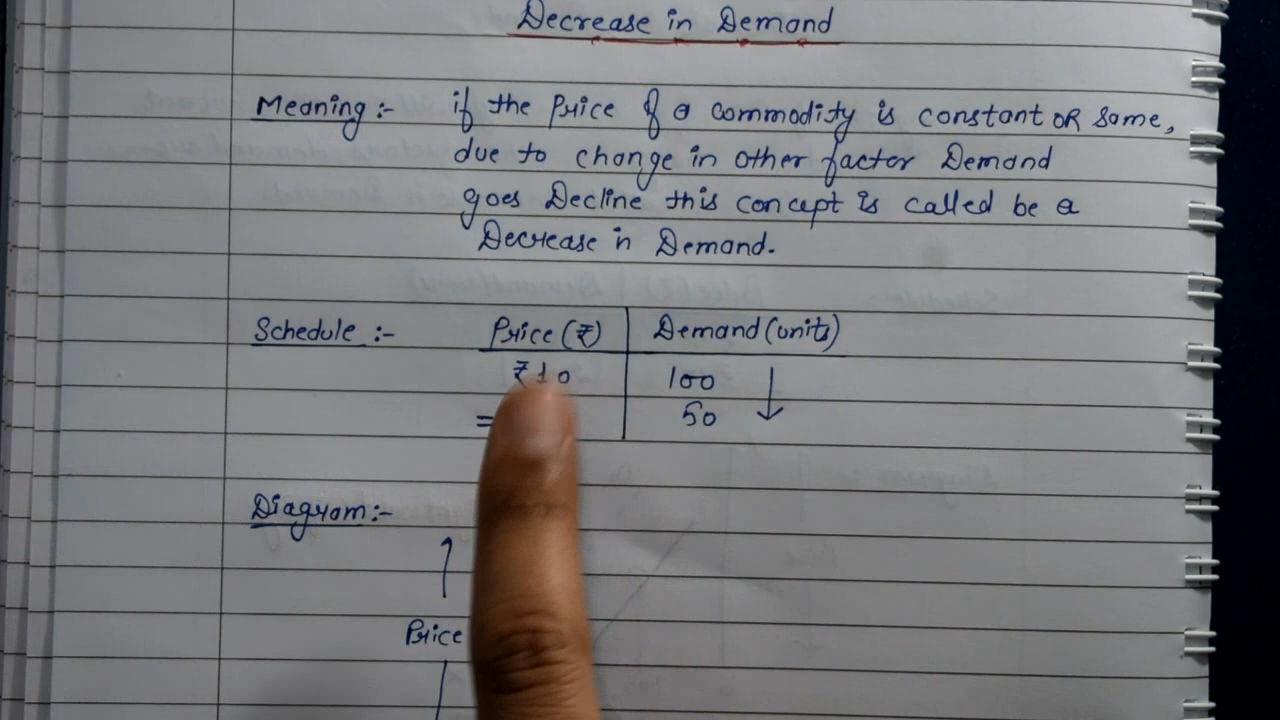 Decrease in Demand
Meaning :- if the Price of a commodity is constant OR Same,
due to change in other factor Demand
goes Decline this concept is called be a
Decrease in Demand.
Schedule :- Price (₹) Demand (units)
₹10 100
= 50
Diagram :-
Price